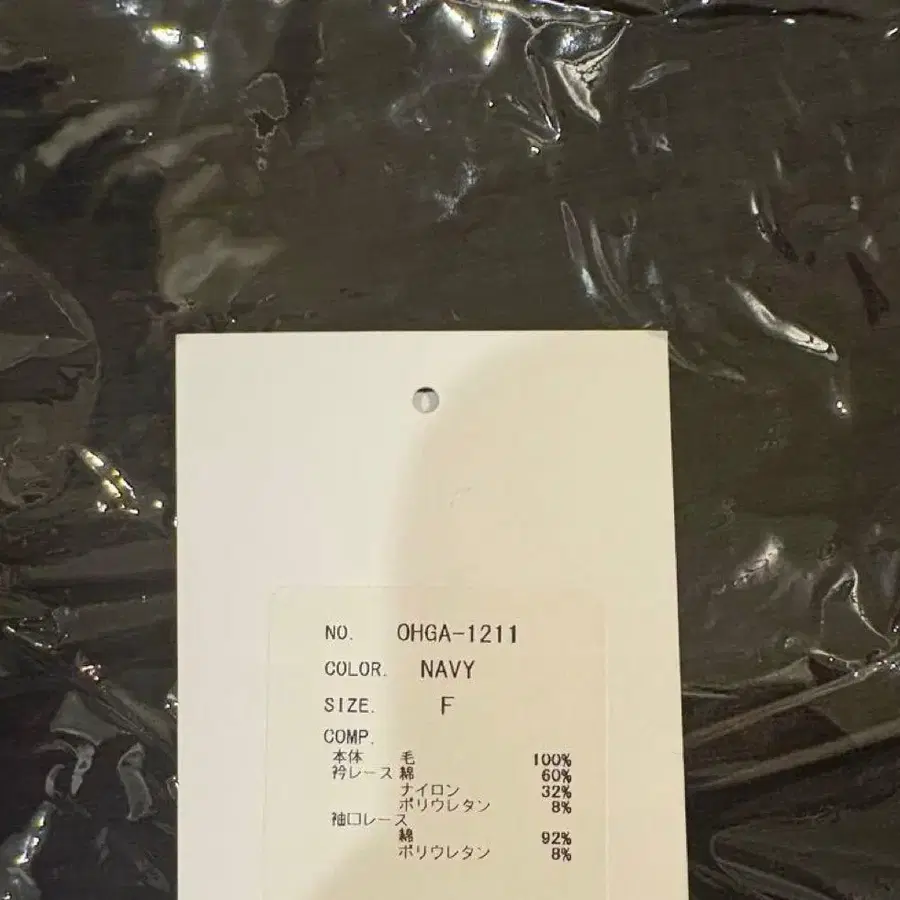 NO. OHGA-1211
COLOR. NAVY
SIZE. F
COMP.
本体 毛 100%
衿レース 綿 60%
ナイロン 32%
ポリウレタン 8%
袖口レース
綿 92%
ポリウレタン 8%